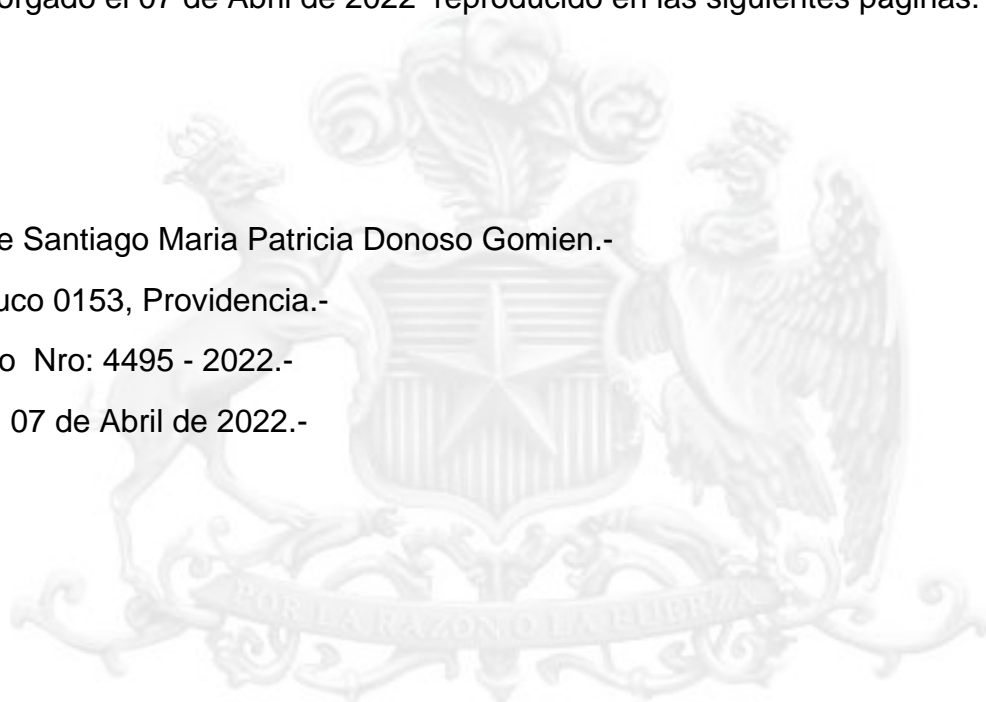 orgado el 07 de Abril de 2022 reproducido en las siguientes páginas.
e Santiago Maria Patricia Donoso Gomien.-
uco 0153, Providencia.-
o Nro: 4495 - 2022.-
07 de Abril de 2022.-
POR LA RAZON O LA FUERZA